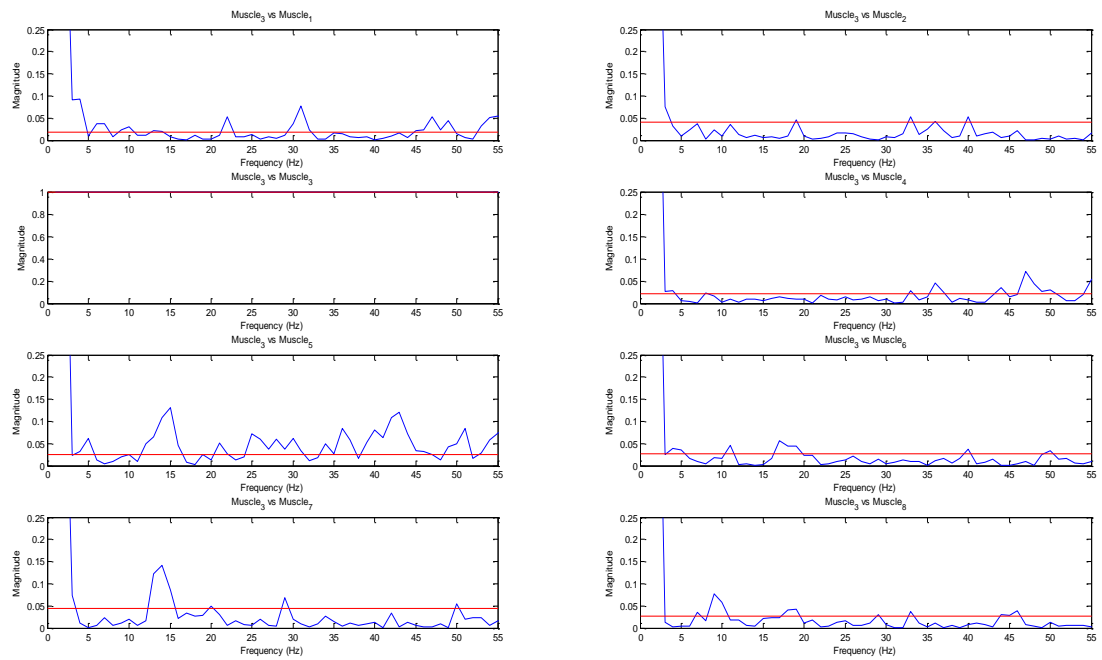 Muscle3 vs Muscle1
Magnitude
0.25
0.2
0.15
0.1
0.05
0
0 5 10 15 20 25 30 35 40 45 50 55
Frequency (Hz)
Muscle3 vs Muscle2
Magnitude
0.25
0.2
0.15
0.1
0.05
0
0 5 10 15 20 25 30 35 40 45 50 55
Frequency (Hz)
Muscle3 vs Muscle3
Magnitude
1
0.8
0.6
0.4
0.2
0
0 5 10 15 20 25 30 35 40 45 50 55
Frequency (Hz)
Muscle3 vs Muscle4
Magnitude
0.25
0.2
0.15
0.1
0.05
0
0 5 10 15 20 25 30 35 40 45 50 55
Frequency (Hz)
Muscle3 vs Muscle5
Magnitude
0.25
0.2
0.15
0.1
0.05
0
0 5 10 15 20 25 30 35 40 45 50 55
Frequency (Hz)
Muscle3 vs Muscle6
Magnitude
0.25
0.2
0.15
0.1
0.05
0
0 5 10 15 20 25 30 35 40 45 50 55
Frequency (Hz)
Muscle3 vs Muscle7
Magnitude
0.25
0.2
0.15
0.1
0.05
0
0 5 10 15 20 25 30 35 40 45 50 55
Frequency (Hz)
Muscle3 vs Muscle8
Magnitude
0.25
0.2
0.15
0.1
0.05
0
0 5 10 15 20 25 30 35 40 45 50 55
Frequency (Hz)